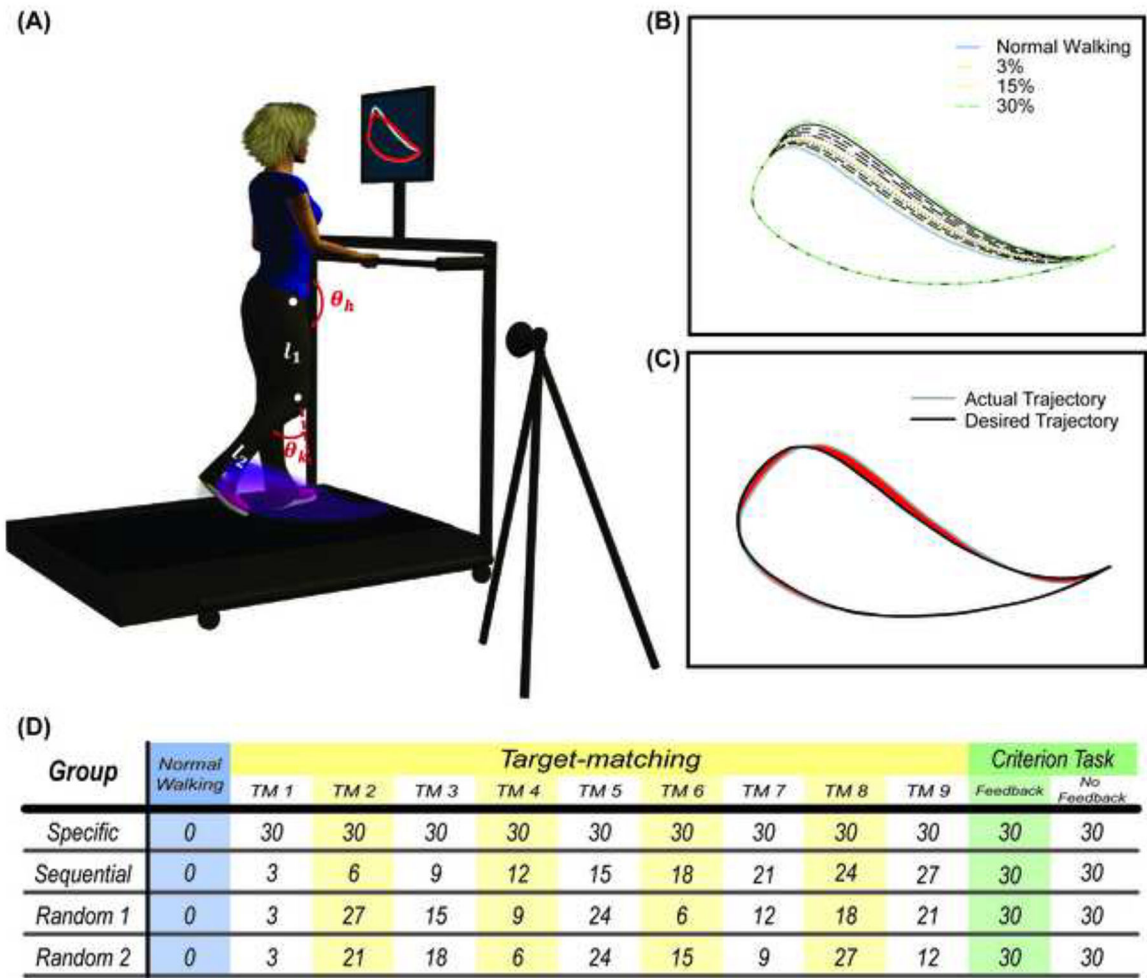 (A)
θh
l1
θk
l2
(B)
Normal Walking
3%
15%
30%
(C)
Actual Trajectory
Desired Trajectory
(D)
Group Normal Walking Target-matching Criterion Task
TM 1 TM 2 TM 3 TM 4 TM 5 TM 6 TM 7 TM 8 TM 9 Feedback No Feedback
Specific 0 30 30 30 30 30 30 30 30 30 30 30
Sequential 0 3 6 9 12 15 18 21 24 27 30 30
Random 1 0 3 27 15 9 24 6 12 18 21 30 30
Random 2 0 3 21 18 6 24 15 9 27 12 30 30